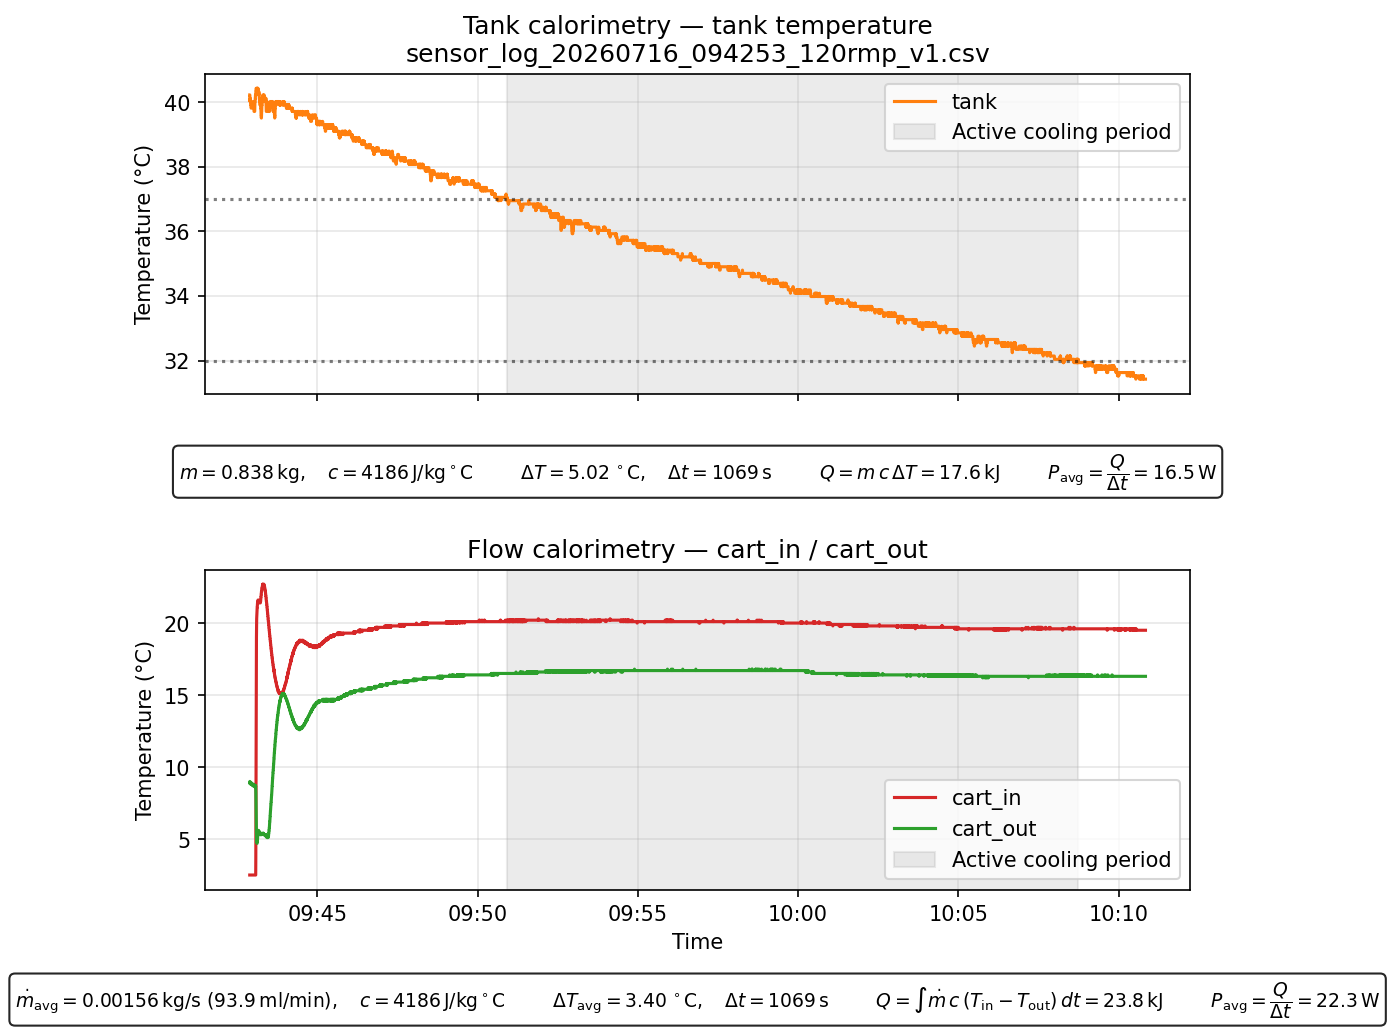 Tank calorimetry — tank temperature
sensor_log_20260716_094253_120rmp_v1.csv
Temperature (°C)
40
38
36
34
32
tank
Active cooling period
m = 0.838 kg, c = 4186 J/kg °C ΔT = 5.02 °C, Δt = 1069 s Q = m c ΔT = 17.6 kJ P_avg = Q/Δt = 16.5 W
Flow calorimetry — cart_in / cart_out
Temperature (°C)
20
15
10
5
cart_in
cart_out
Active cooling period
09:45 09:50 09:55 10:00 10:05 10:10
Time
ṁ_avg = 0.00156 kg/s (93.9 ml/min), c = 4186 J/kg °C ΔT_avg = 3.40 °C, Δt = 1069 s Q = ∫ ṁ c (T_in − T_out) dt = 23.8 kJ P_avg = Q/Δt = 22.3 W